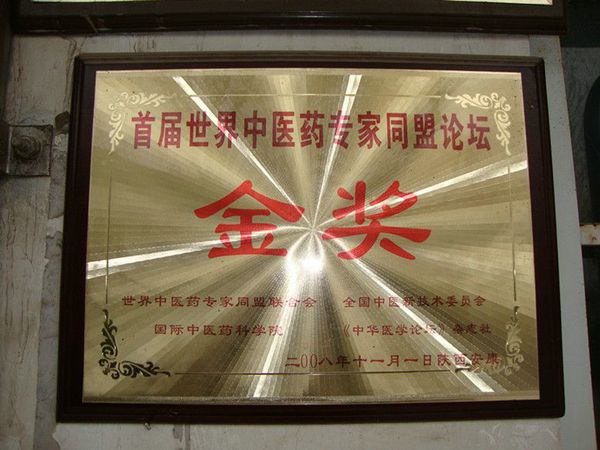 首届世界中医药专家同盟论坛
金奖
世界中医药专家同盟联合会 全国中医新技术委员会
国际中医药科学院 《中华医学论坛》杂志社
二00八年十一月一日陕西安康